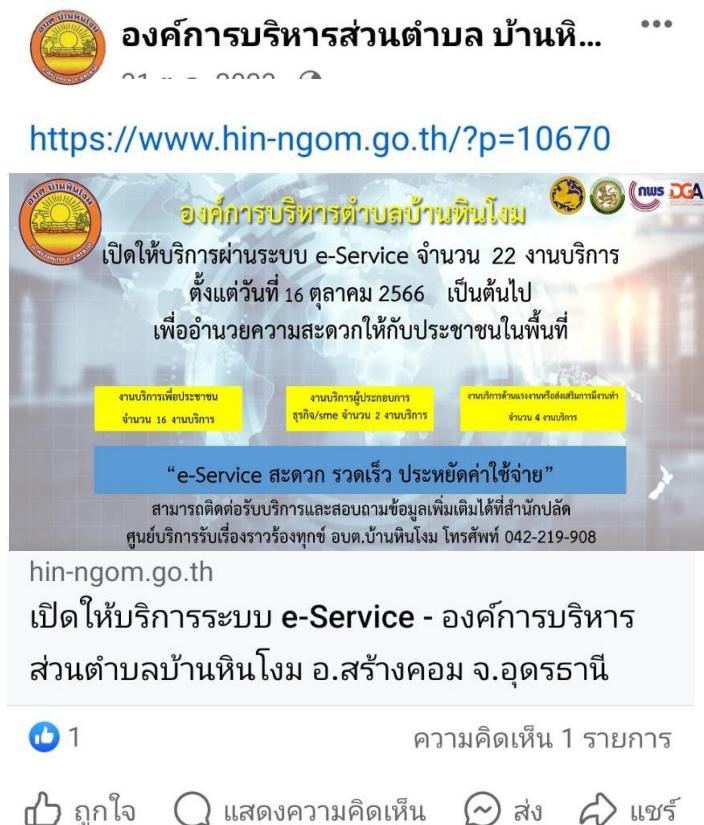 องค์การบริหารส่วนตำบล บ้านหิ...
https://www.hin-ngom.go.th/?p=10670
องค์การบริหารตำบลบ้านหินโงม
กพร DGA
เปิดให้บริการผ่านระบบ e-Service จำนวน 22 งานบริการ
ตั้งแต่วันที่ 16 ตุลาคม 2566 เป็นต้นไป
เพื่ออำนวยความสะดวกให้กับประชาชนในพื้นที่
งานบริการเพื่อประชาชน
จำนวน 16 งานบริการ
งานบริการผู้ประกอบการ
ธุรกิจ/sme จำนวน 2 งานบริการ
งานบริการด้านแรงงานหรือส่งเสริมการมีงานทำ
จำนวน 4 งานบริการ
“e-Service สะดวก รวดเร็ว ประหยัดค่าใช้จ่าย”
สามารถติดต่อรับบริการและสอบถามข้อมูลเพิ่มเติมได้ที่สำนักปลัด
ศูนย์บริการรับเรื่องราวร้องทุกข์ อบต.บ้านหินโงม โทรศัพท์ 042-219-908
hin-ngom.go.th
เปิดให้บริการระบบ e-Service - องค์การบริหาร
ส่วนตำบลบ้านหินโงม อ.สร้างคอม จ.อุดรธานี
1
ความคิดเห็น 1 รายการ
ถูกใจ แสดงความคิดเห็น ส่ง แชร์